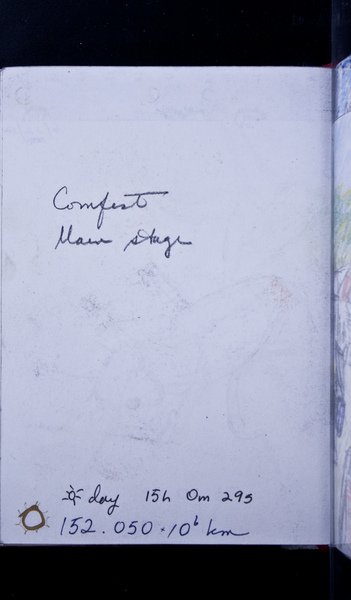 Comfest
Main stage
☼ day 15h 0m 29s
152.050·10⁶ km